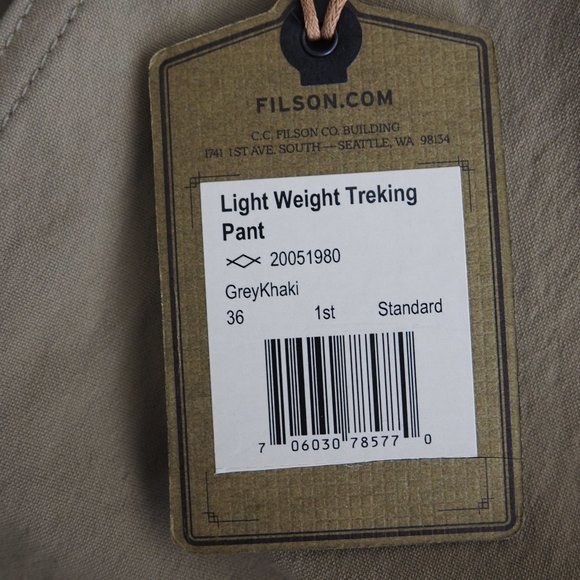 FILSON.COM
C.C. FILSON CO. BUILDING
1741 1ST AVE. SOUTH — SEATTLE, WA 98134
Light Weight Treking
Pant
20051980
GreyKhaki
36 1st Standard
7 06030 78577 0